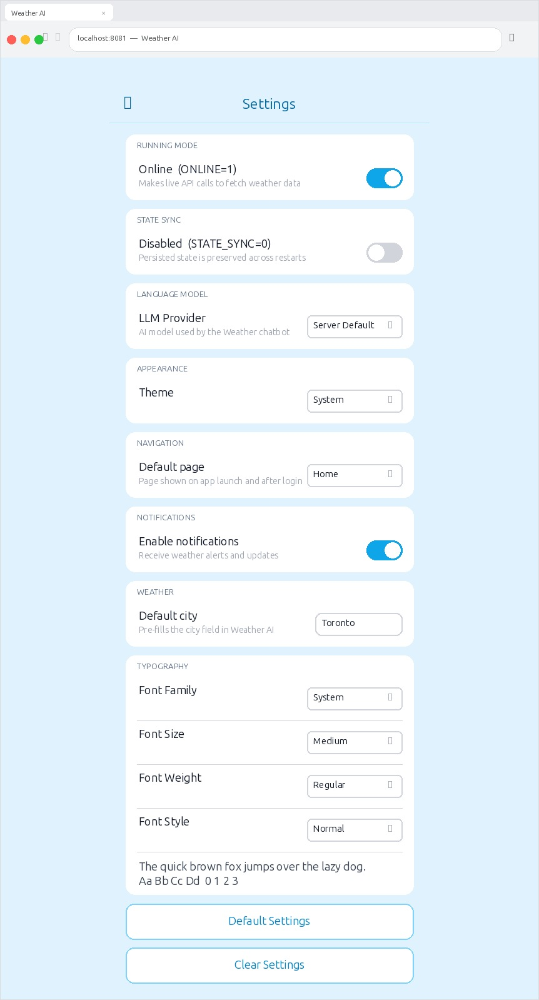 Weather AI ×
localhost:8081 — Weather AI
Settings
RUNNING MODE
Online (ONLINE=1)
Makes live API calls to fetch weather data
STATE SYNC
Disabled (STATE_SYNC=0)
Persisted state is preserved across restarts
LANGUAGE MODEL
LLM Provider
Server Default
AI model used by the Weather chatbot
APPEARANCE
Theme
System
NAVIGATION
Default page
Home
Page shown on app launch and after login
NOTIFICATIONS
Enable notifications
Receive weather alerts and updates
WEATHER
Default city
Toronto
Pre-fills the city field in Weather AI
TYPOGRAPHY
Font Family
System
Font Size
Medium
Font Weight
Regular
Font Style
Normal
The quick brown fox jumps over the lazy dog.
Aa Bb Cc Dd 0 1 2 3
Default Settings
Clear Settings